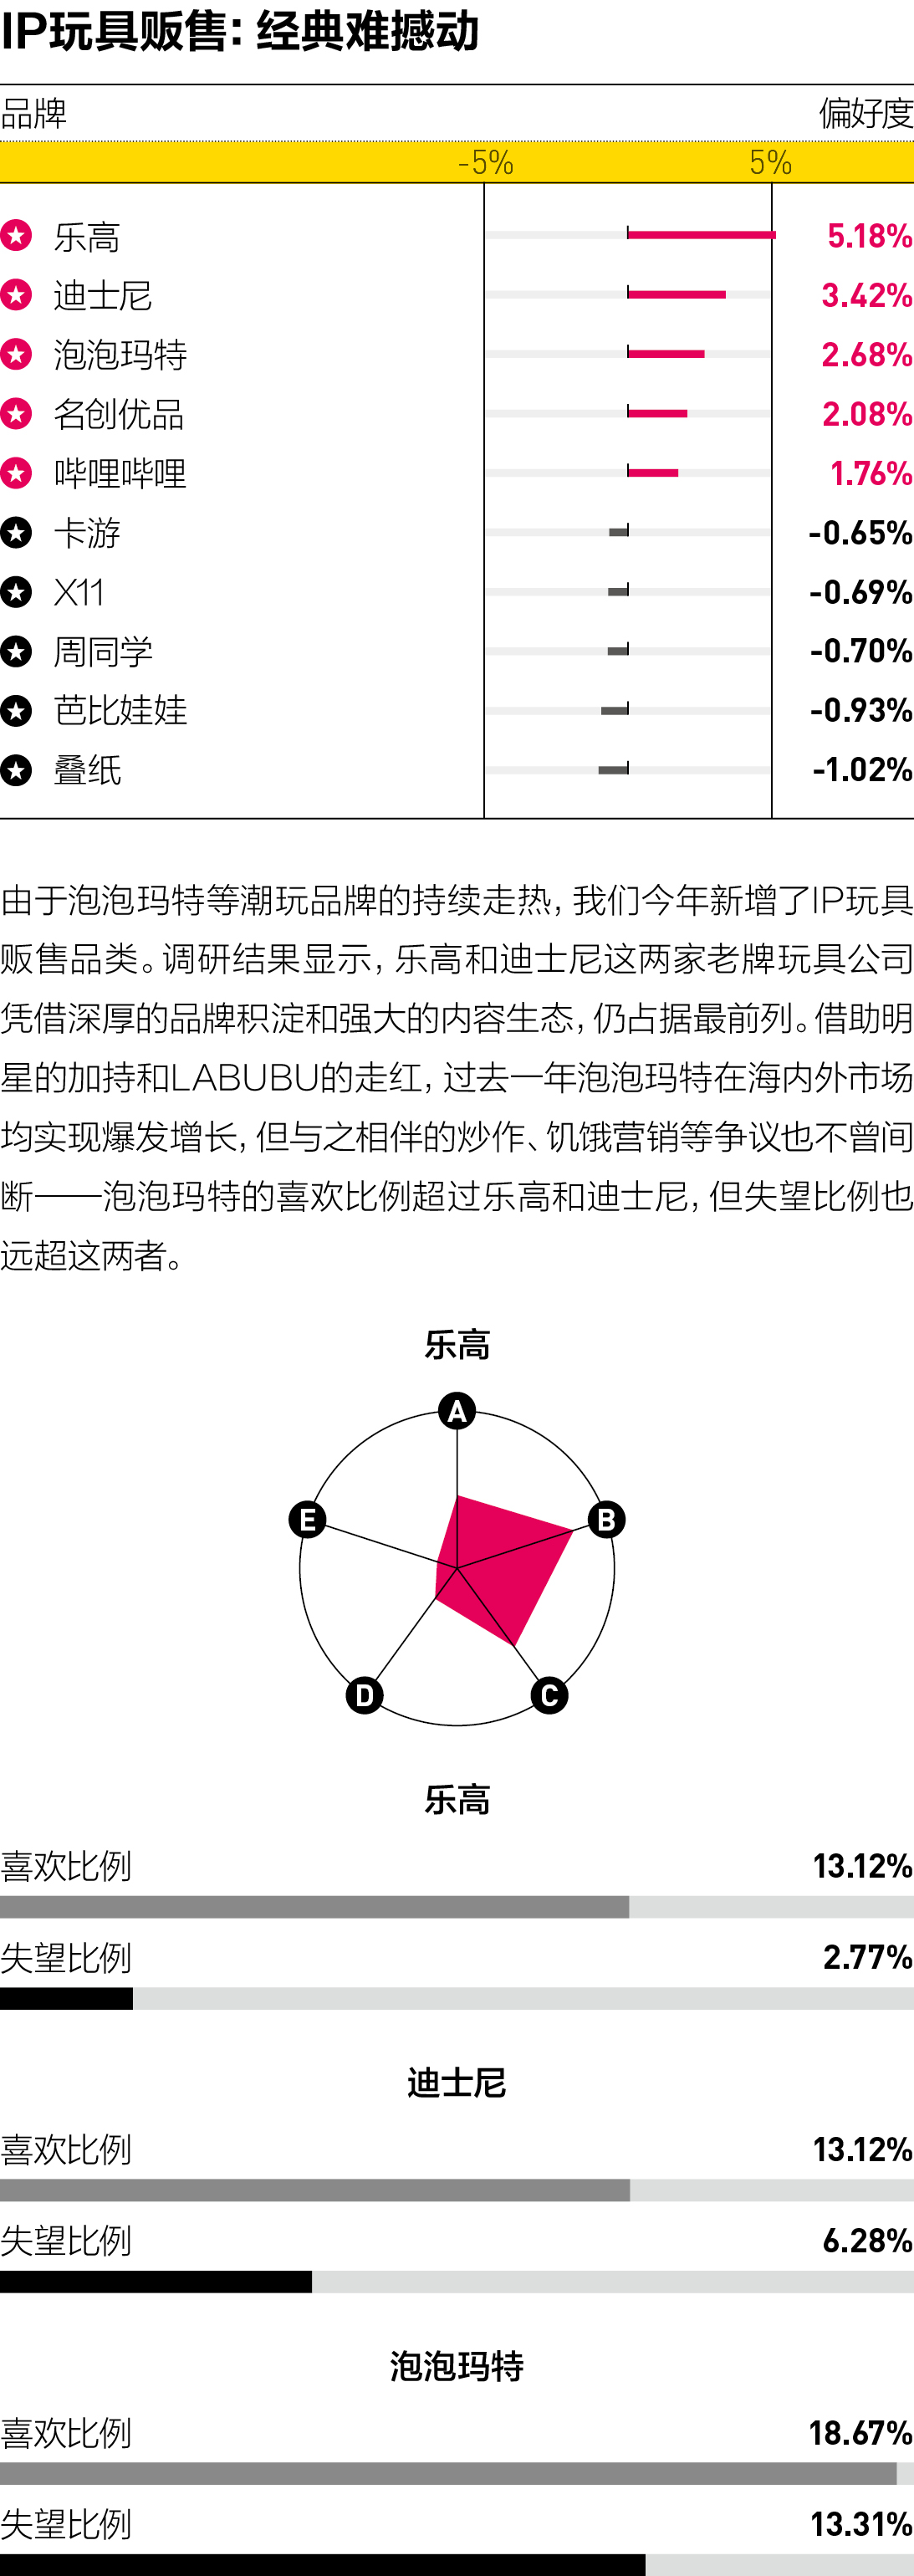 IP玩具贩售：经典难撼动
品牌 偏好度
-5% 5%
乐高 5.18%
迪士尼 3.42%
泡泡玛特 2.68%
名创优品 2.08%
哔哩哔哩 1.76%
卡游 -0.65%
X11 -0.69%
周同学 -0.70%
芭比娃娃 -0.93%
叠纸 -1.02%
由于泡泡玛特等潮玩品牌的持续走热，我们今年新增了IP玩具
贩售品类。调研结果显示，乐高和迪士尼这两家老牌玩具公司
凭借深厚的品牌积淀和强大的内容生态，仍占据最前列。借助明
星的加持和LABUBU的走红，过去一年泡泡玛特在海内外市场
均实现爆发增长，但与之相伴的炒作、饥饿营销等争议也不曾间
断——泡泡玛特的喜欢比例超过乐高和迪士尼，但失望比例也
远超这两者。
乐高
A
E B
D C
乐高
喜欢比例 13.12%
失望比例 2.77%
迪士尼
喜欢比例 13.12%
失望比例 6.28%
泡泡玛特
喜欢比例 18.67%
失望比例 13.31%